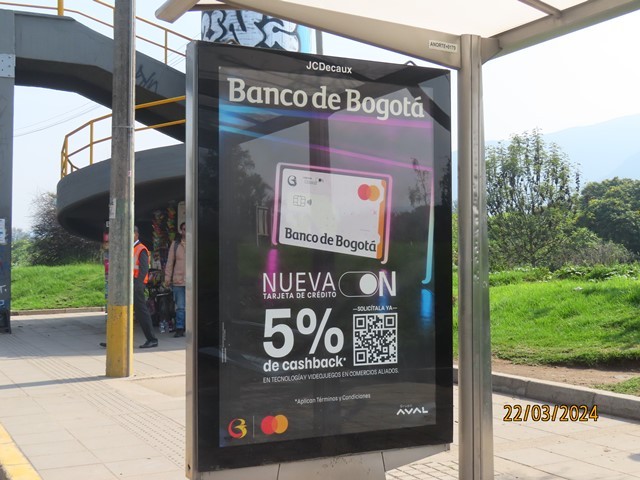 JCDecaux
Banco de Bogotá
Banco de Bogotá
NUEVA ON
TARJETA DE CRÉDITO
SOLICÍTALA YA
5%
de cashback*
EN TECNOLOGÍA Y VIDEOJUEGOS EN COMERCIOS ALIADOS.
*Aplican Términos y Condiciones
AVAL
22/03/2024